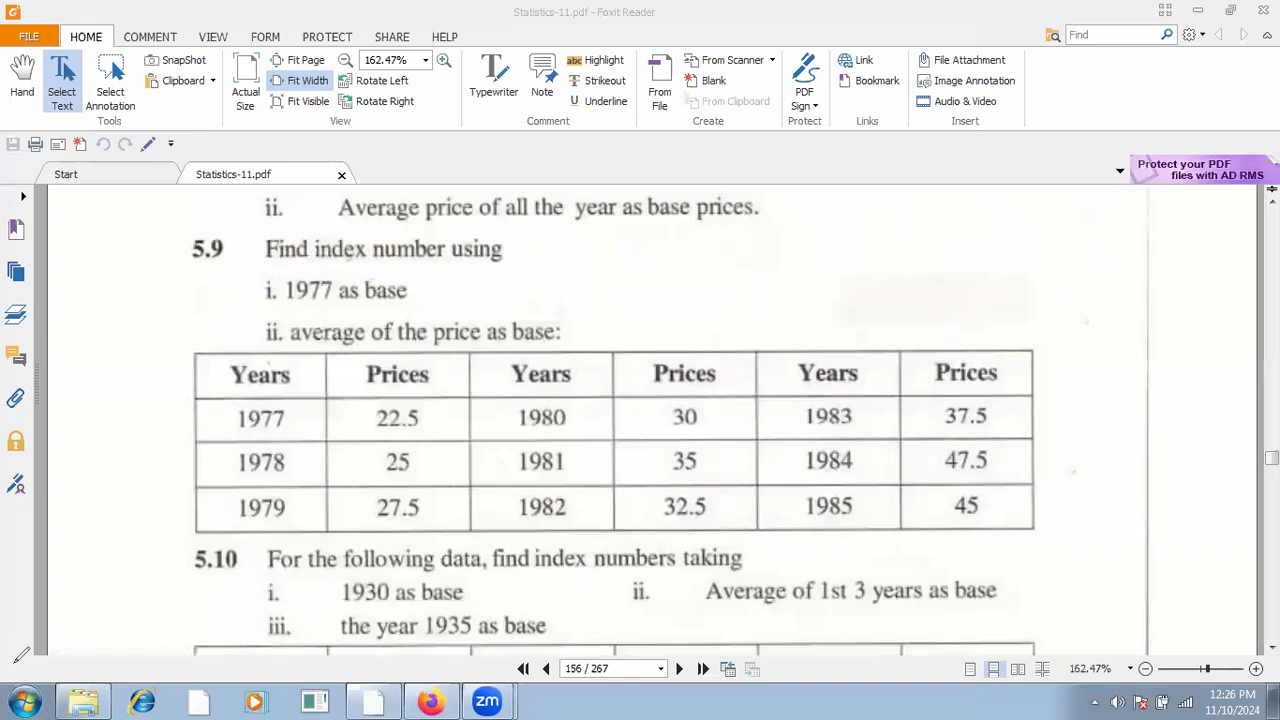 Statistics-11.pdf - Foxit Reader
FILE HOME COMMENT VIEW FORM PROTECT SHARE HELP
Find
Hand
Select Text
Select Annotation
SnapShot
Clipboard
Tools
Actual Size
Fit Page
Fit Width
Fit Visible
162.47%
Rotate Left
Rotate Right
View
Typewriter
Note
Highlight
Strikeout
Underline
Comment
From File
From Scanner
Blank
From Clipboard
Create
PDF Sign
Protect
Link
Bookmark
Links
File Attachment
Image Annotation
Audio & Video
Insert
Start
Statistics-11.pdf
Protect your PDF
files with AD RMS
ii. Average price of all the year as base prices.
5.9 Find index number using
i. 1977 as base
ii. average of the price as base:
Years Prices Years Prices Years Prices
1977 22.5 1980 30 1983 37.5
1978 25 1981 35 1984 47.5
1979 27.5 1982 32.5 1985 45
5.10 For the following data, find index numbers taking
i. 1930 as base ii. Average of 1st 3 years as base
iii. the year 1935 as base
156 / 267
162.47%
zm
12:26 PM
11/10/2024